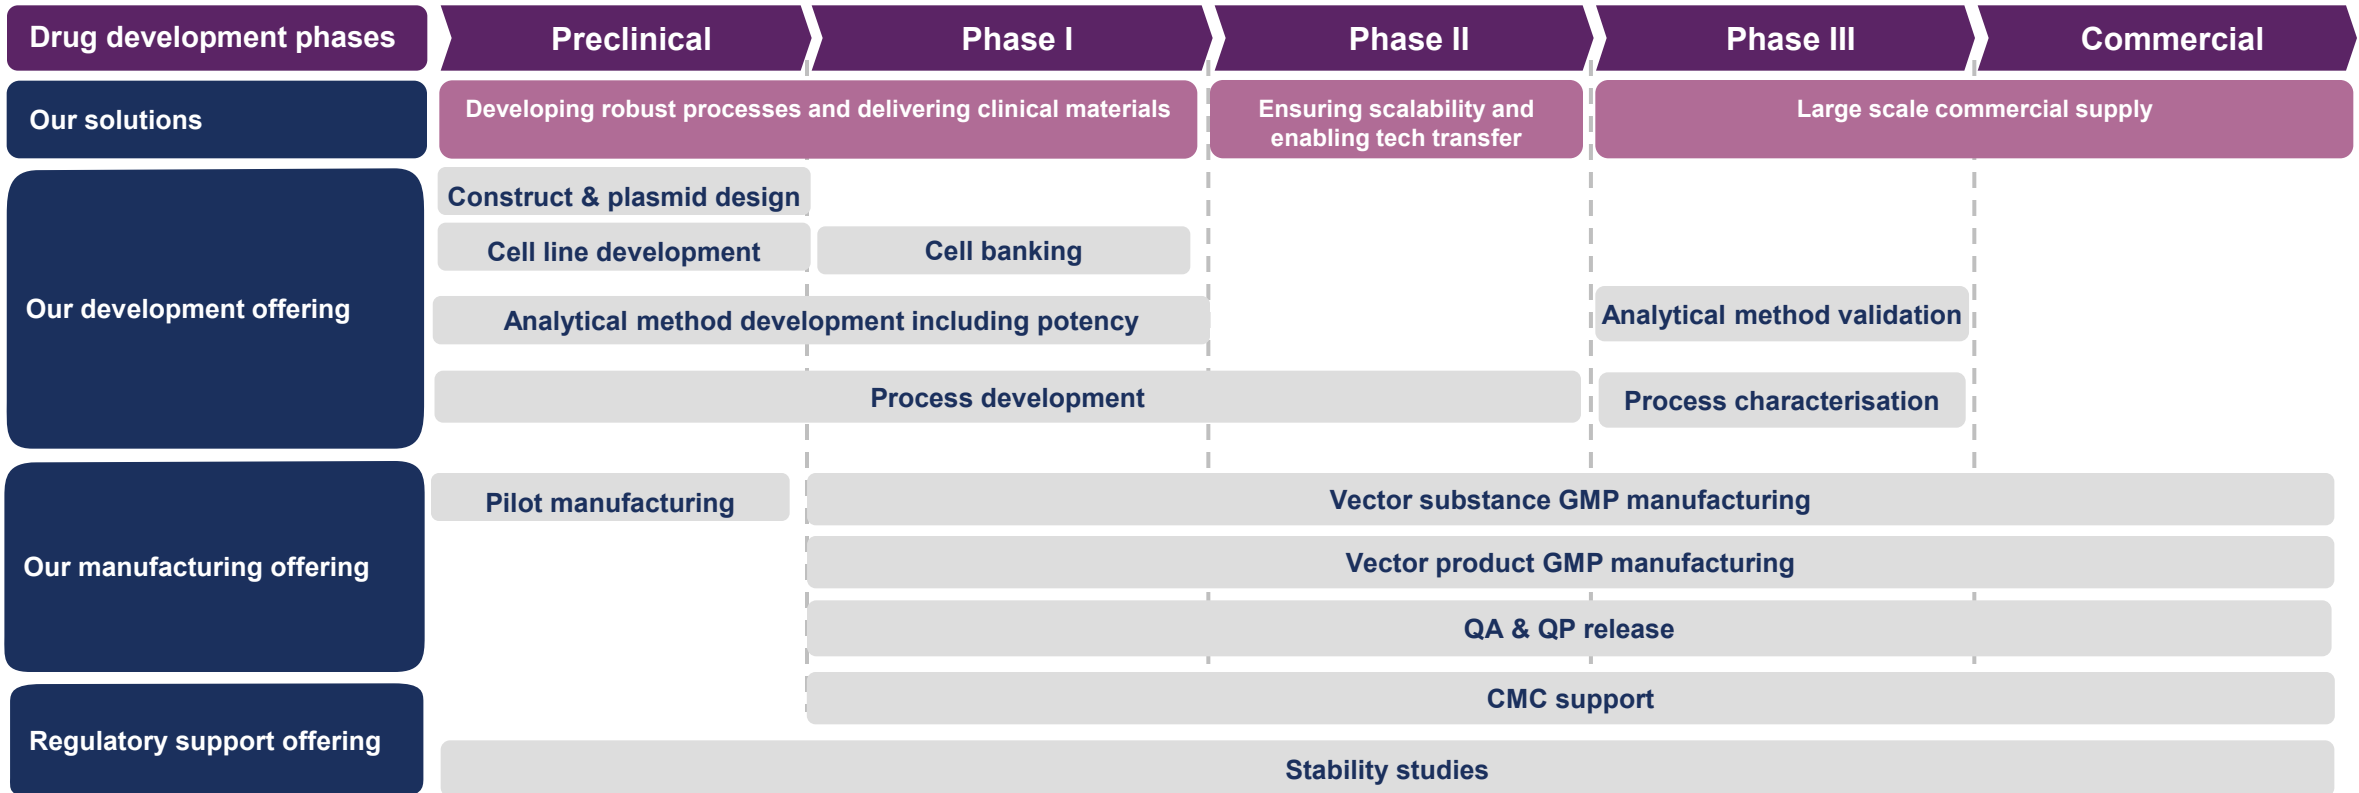 Drug development phases
Preclinical
Phase I
Phase II
Phase III
Commercial
Our solutions
Developing robust processes and delivering clinical materials
Ensuring scalability and
enabling tech transfer
Large scale commercial supply
Our development offering
Construct & plasmid design
Cell line development
Cell banking
Analytical method development including potency
Analytical method validation
Process development
Process characterisation
Our manufacturing offering
Pilot manufacturing
Vector substance GMP manufacturing
Vector product GMP manufacturing
QA & QP release
Regulatory support offering
CMC support
Stability studies